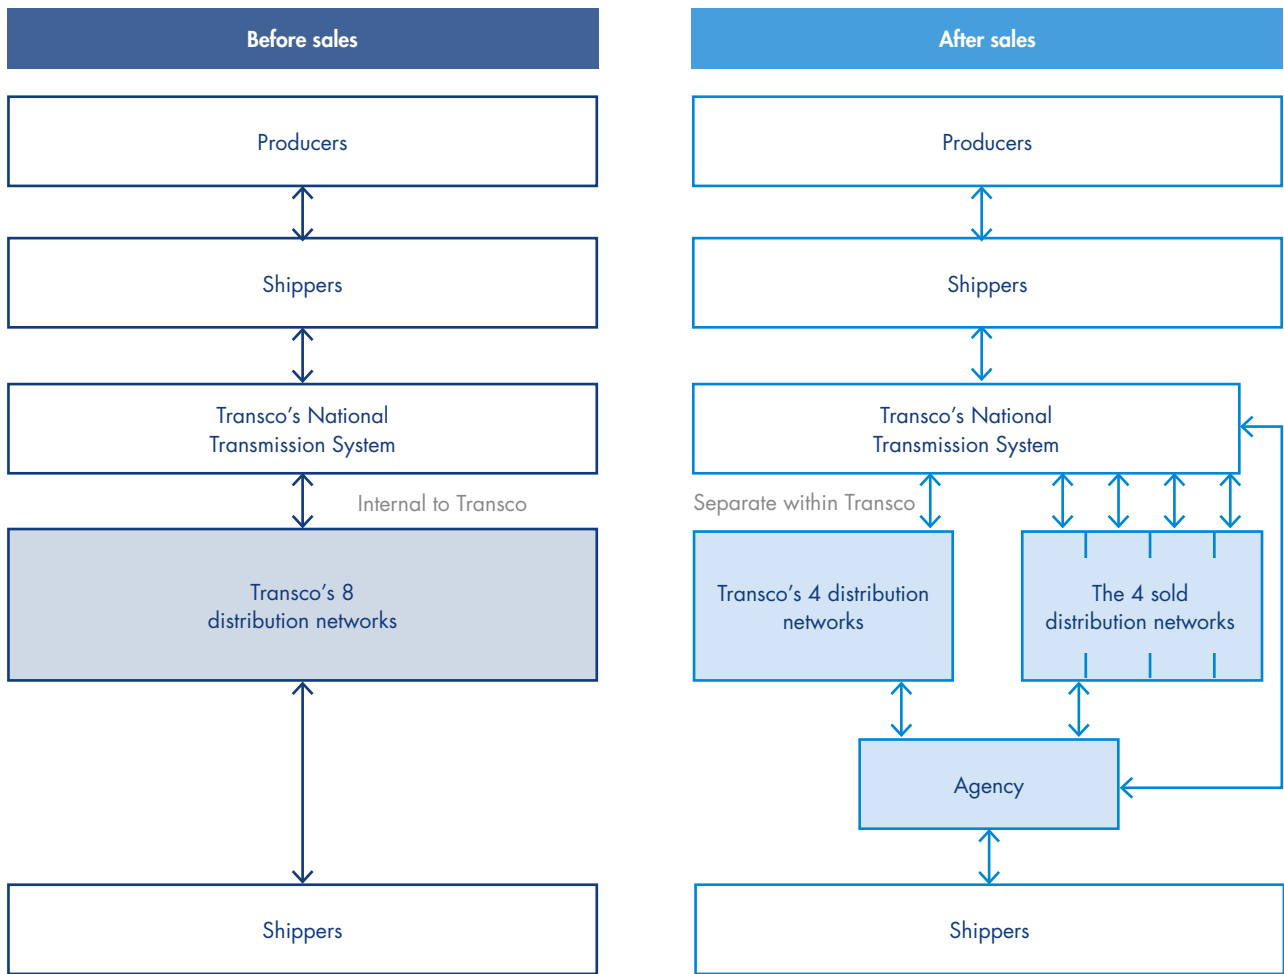 Before sales
Producers
Shippers
Transco’s National
Transmission System
Internal to Transco
Transco’s 8
distribution networks
Shippers
After sales
Producers
Shippers
Transco’s National
Transmission System
Separate within Transco
Transco’s 4 distribution
networks
The 4 sold
distribution networks
Agency
Shippers